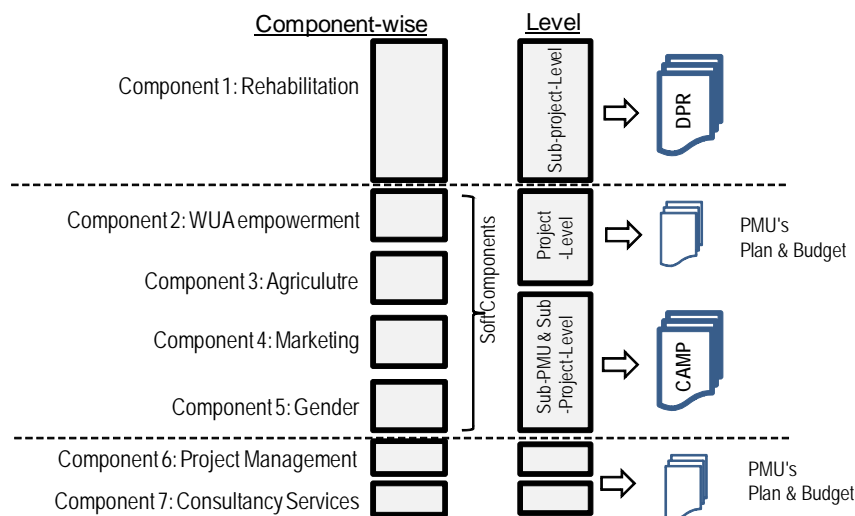 Component-wise
Level
Component 1: Rehabilitation
Sub-project-Level
DPR
Component 2: WUA empowerment
Component 3: Agriculutre
Component 4: Marketing
Component 5: Gender
Soft Components
Project
-Level
PMU's
Plan & Budget
Sub-PMU & Sub
-Project-Level
CAMP
Component 6: Project Management
Component 7: Consultancy Services
PMU's
Plan & Budget